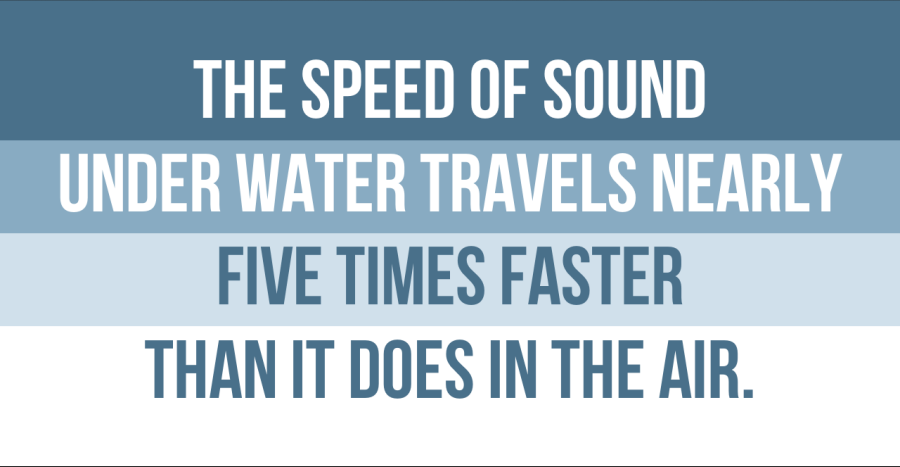 THE SPEED OF SOUND
UNDER WATER TRAVELS NEARLY
FIVE TIMES FASTER
THAN IT DOES IN THE AIR.